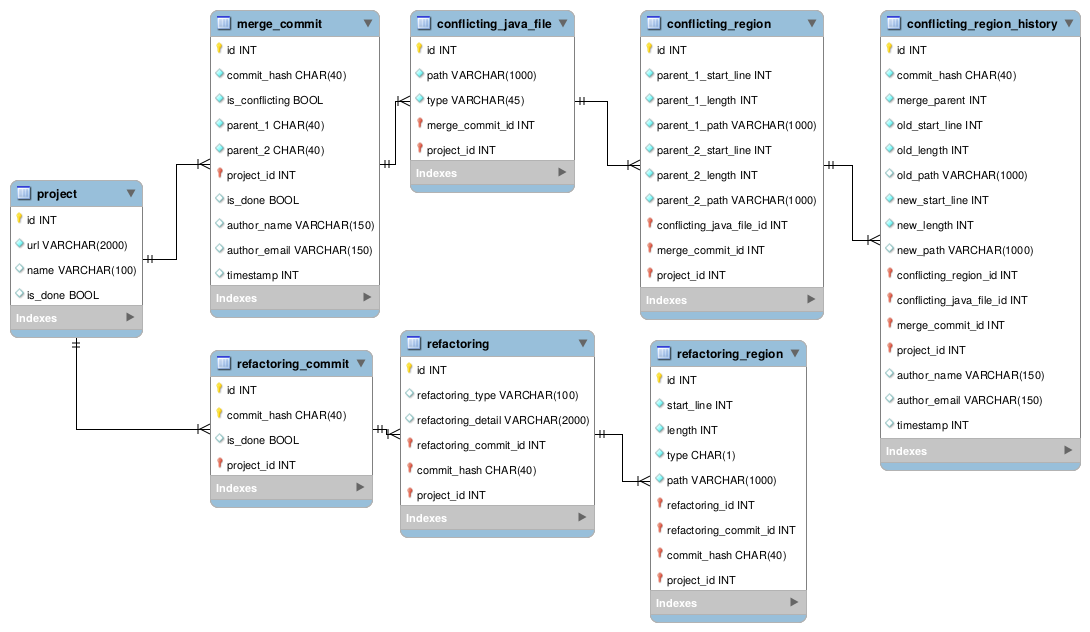 project
id INT
url VARCHAR(2000)
name VARCHAR(100)
is_done BOOL
Indexes
merge_commit
id INT
commit_hash CHAR(40)
is_conflicting BOOL
parent_1 CHAR(40)
parent_2 CHAR(40)
project_id INT
is_done BOOL
author_name VARCHAR(150)
author_email VARCHAR(150)
timestamp INT
Indexes
conflicting_java_file
id INT
path VARCHAR(1000)
type VARCHAR(45)
merge_commit_id INT
project_id INT
Indexes
conflicting_region
id INT
parent_1_start_line INT
parent_1_length INT
parent_1_path VARCHAR(1000)
parent_2_start_line INT
parent_2_length INT
parent_2_path VARCHAR(1000)
conflicting_java_file_id INT
merge_commit_id INT
project_id INT
Indexes
conflicting_region_history
id INT
commit_hash CHAR(40)
merge_parent INT
old_start_line INT
old_length INT
old_path VARCHAR(1000)
new_start_line INT
new_length INT
new_path VARCHAR(1000)
conflicting_region_id INT
conflicting_java_file_id INT
merge_commit_id INT
project_id INT
author_name VARCHAR(150)
author_email VARCHAR(150)
timestamp INT
Indexes
refactoring_commit
id INT
commit_hash CHAR(40)
is_done BOOL
project_id INT
Indexes
refactoring
id INT
refactoring_type VARCHAR(100)
refactoring_detail VARCHAR(2000)
refactoring_commit_id INT
commit_hash CHAR(40)
project_id INT
Indexes
refactoring_region
id INT
start_line INT
length INT
type CHAR(1)
path VARCHAR(1000)
refactoring_id INT
refactoring_commit_id INT
commit_hash CHAR(40)
project_id INT
Indexes